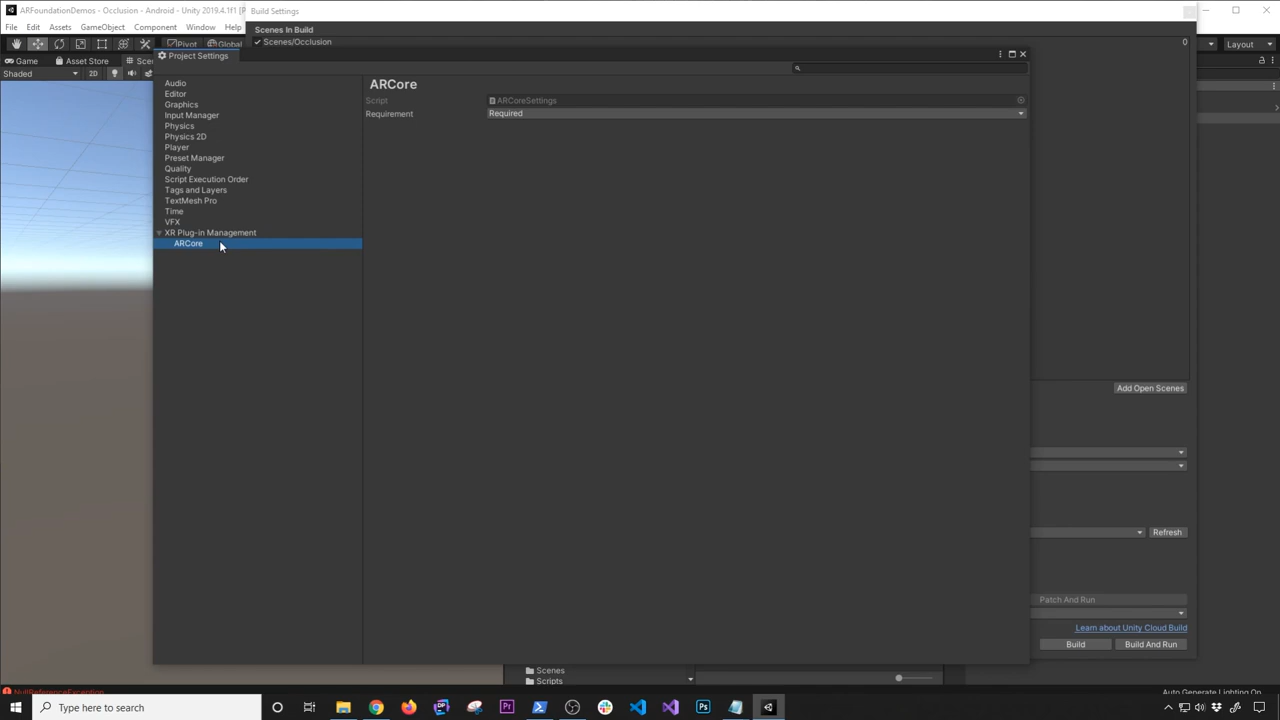 ARFoundationDemos - Occlusion - Android - Unity 2019.4.1f1 [P
Build Settings
File Edit Assets GameObject Component Window Help
Scenes In Build
Pivot Global
Scenes/Occlusion 0
Layout
Project Settings
Game Asset Store Scen
Shaded 2D
Audio
Editor
Graphics
Input Manager
Physics
Physics 2D
Player
Preset Manager
Quality
Script Execution Order
Tags and Layers
TextMesh Pro
Time
VFX
XR Plug-in Management
ARCore
ARCore
Script ARCoreSettings
Requirement Required
Add Open Scenes
Refresh
Patch And Run
Learn about Unity Cloud Build
Build Build And Run
Scenes
Scripts
NullReferenceException
Auto Generate Lighting On
Type here to search